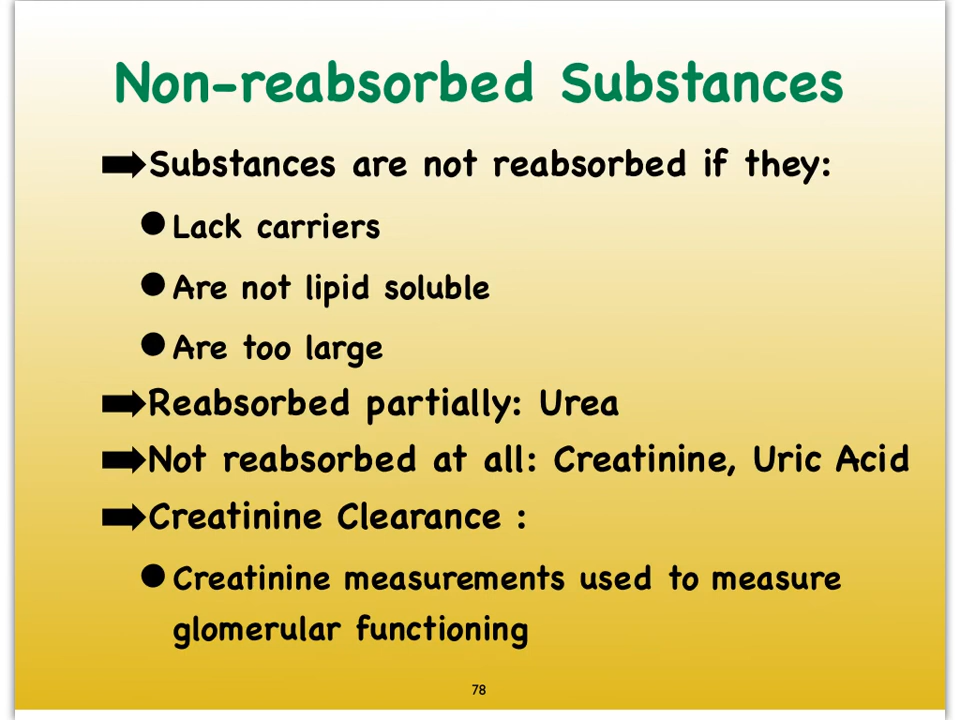 Non-reabsorbed Substances
Substances are not reabsorbed if they:
Lack carriers
Are not lipid soluble
Are too large
Reabsorbed partially: Urea
Not reabsorbed at all: Creatinine, Uric Acid
Creatinine Clearance :
Creatinine measurements used to measure
glomerular functioning
78